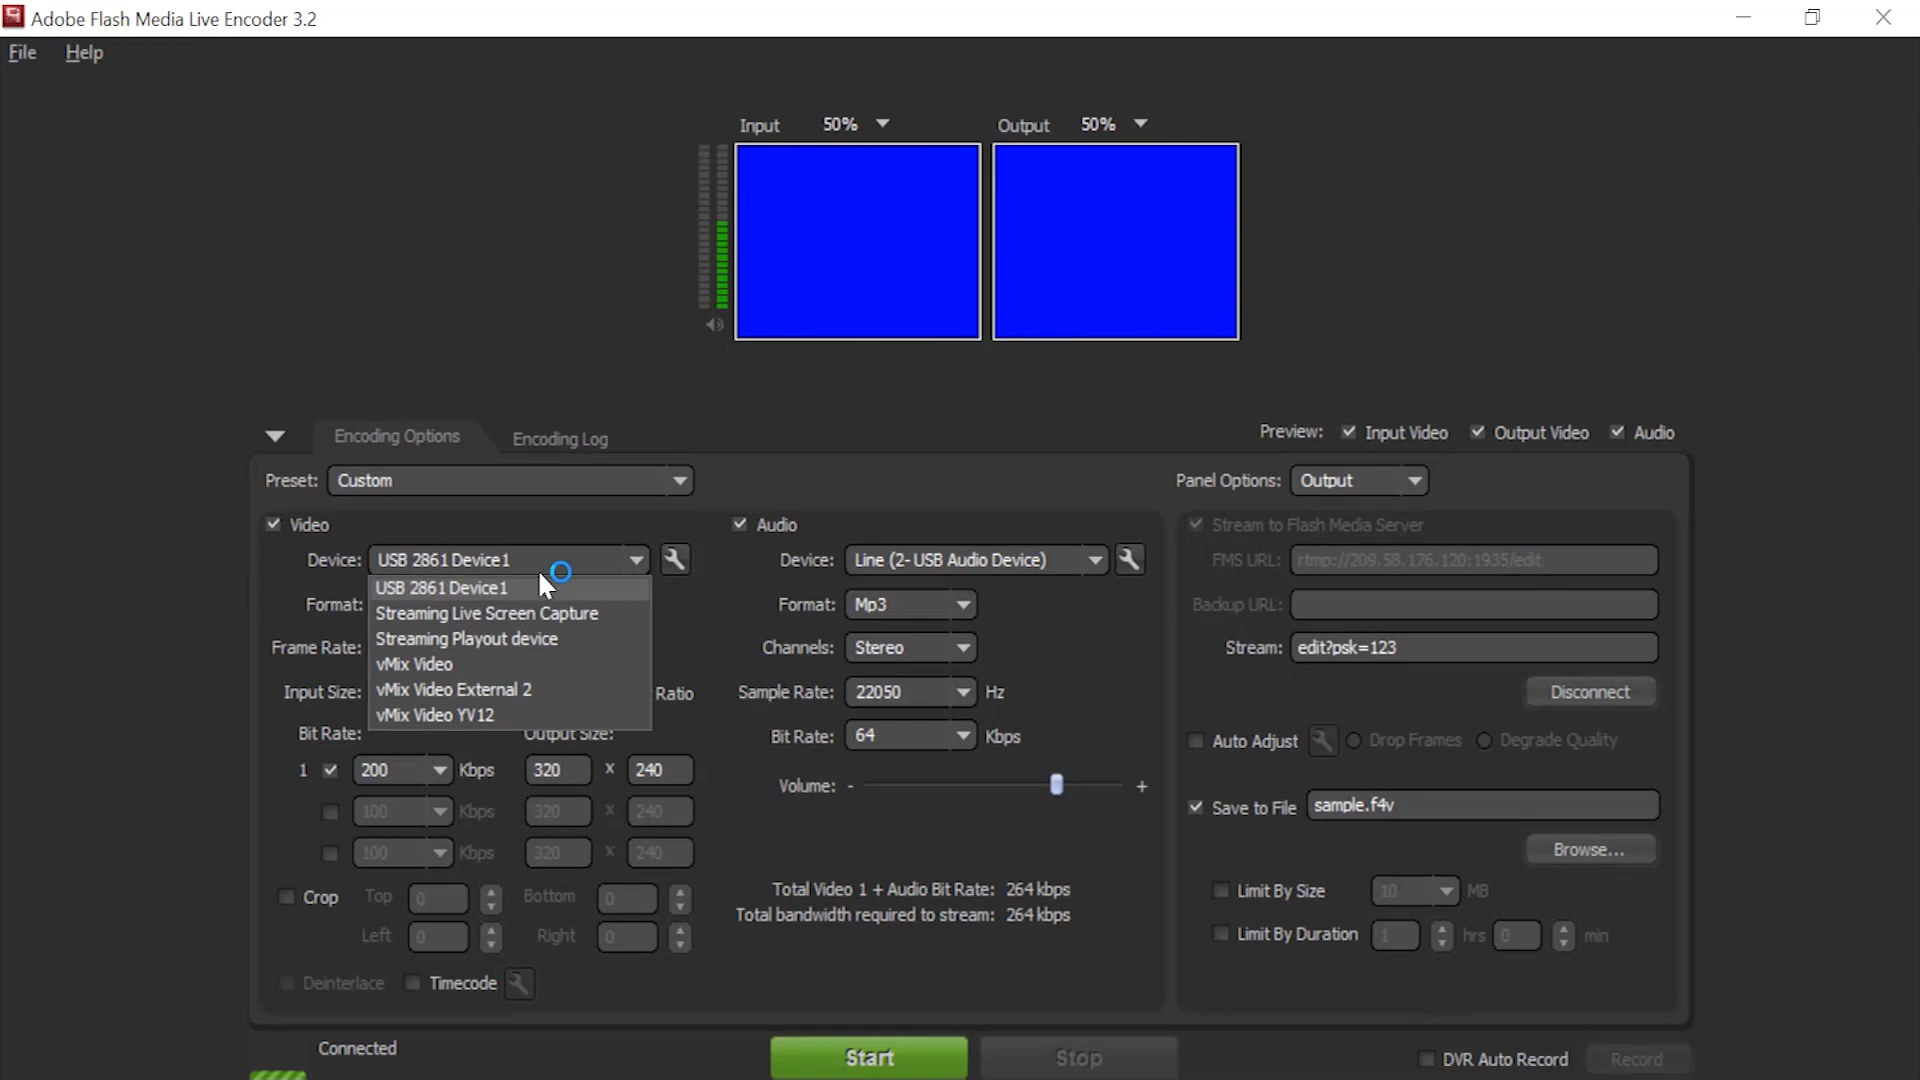 Adobe Flash Media Live Encoder 3.2
File Help
Input 50% Output 50%
Encoding Options Encoding Log Preview: Input Video Output Video Audio
Preset: Custom Panel Options: Output
Video Audio Stream to Flash Media Server
Device: USB 2861 Device1 Device: Line (2- USB Audio Device) FMS URL: rtmp://209.58.176.120:1935/edit
USB 2861 Device1
Format: Streaming Live Screen Capture Format: Mp3 Backup URL:
Streaming Playout device
Frame Rate: Channels: Stereo Stream: edit?psk=123
vMix Video
Input Size: vMix Video External 2 Ratio Sample Rate: 22050 Hz Disconnect
vMix Video YV12
Bit Rate: Output Size: Bit Rate: 64 Kbps Auto Adjust Drop Frames Degrade Quality
1 200 Kbps 320 x 240 Volume: - +
100 Kbps 320 x 240 Save to File sample.f4v
100 Kbps 320 x 240 Browse...
Crop Top 0 Bottom 0 Total Video 1 + Audio Bit Rate: 264 kbps Limit By Size 10 MB
Left 0 Right 0 Total bandwidth required to stream: 264 kbps Limit By Duration 1 hrs 0 min
Deinterlace Timecode
Connected Start Stop DVR Auto Record Record